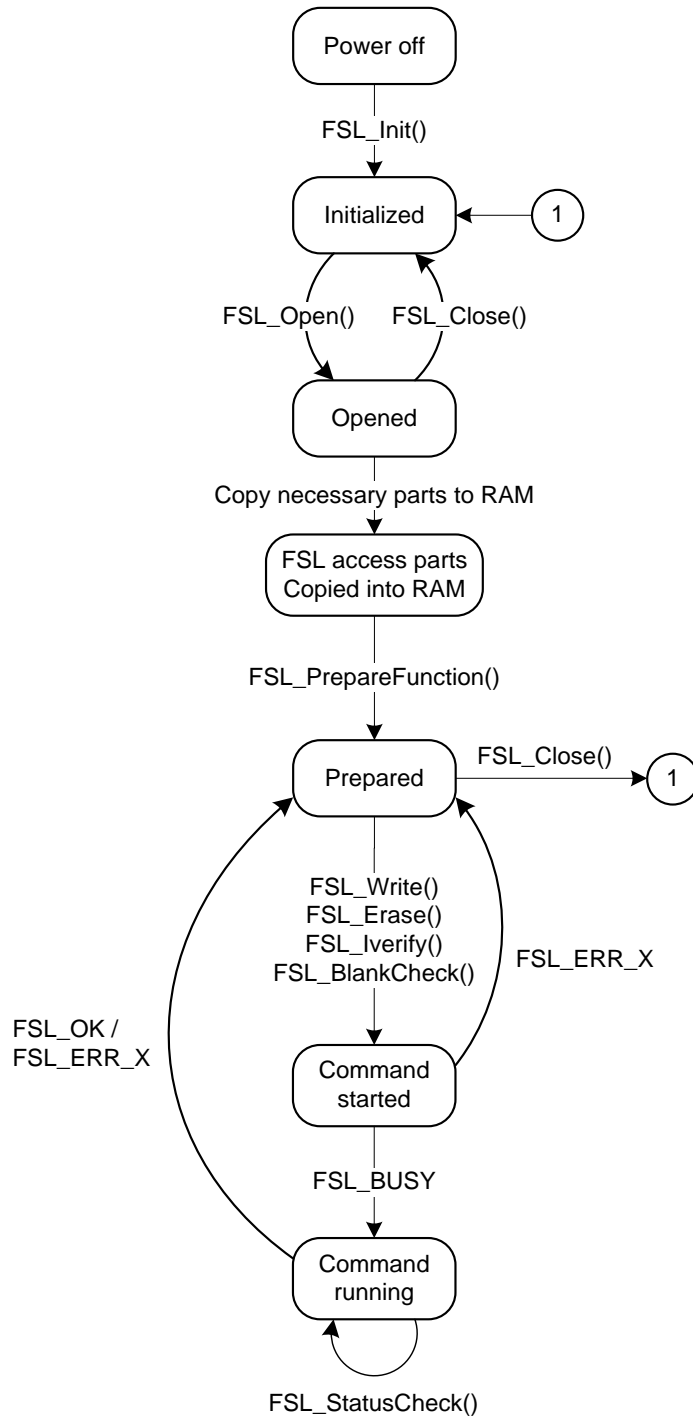 Power off
FSL_Init()
Initialized
1
FSL_Open()
FSL_Close()
Opened
Copy necessary parts to RAM
FSL access parts
Copied into RAM
FSL_PrepareFunction()
Prepared
FSL_Close()
1
FSL_Write()
FSL_Erase()
FSL_Iverify()
FSL_BlankCheck()
FSL_ERR_X
FSL_OK /
FSL_ERR_X
Command
started
FSL_BUSY
Command
running
FSL_StatusCheck()